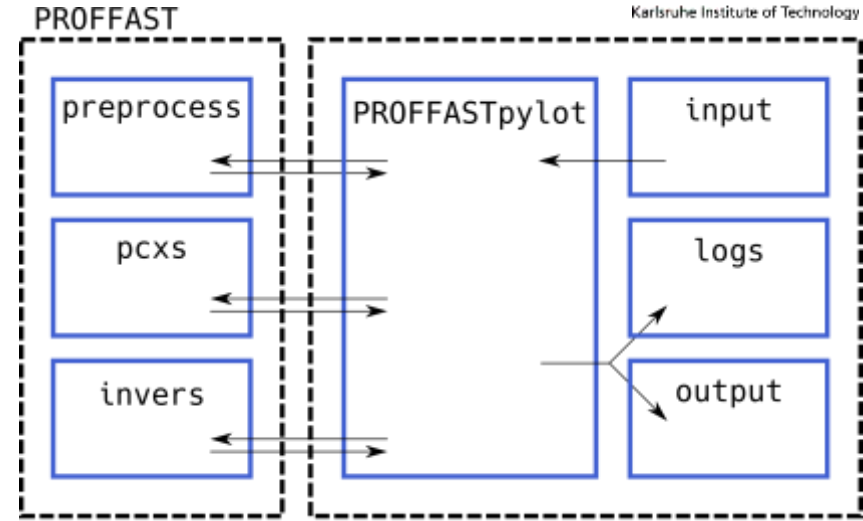 PROFFAST
Karlsruhe Institute of Technology
preprocess
PROFFASTpylot
input
pcxs
logs
invers
output